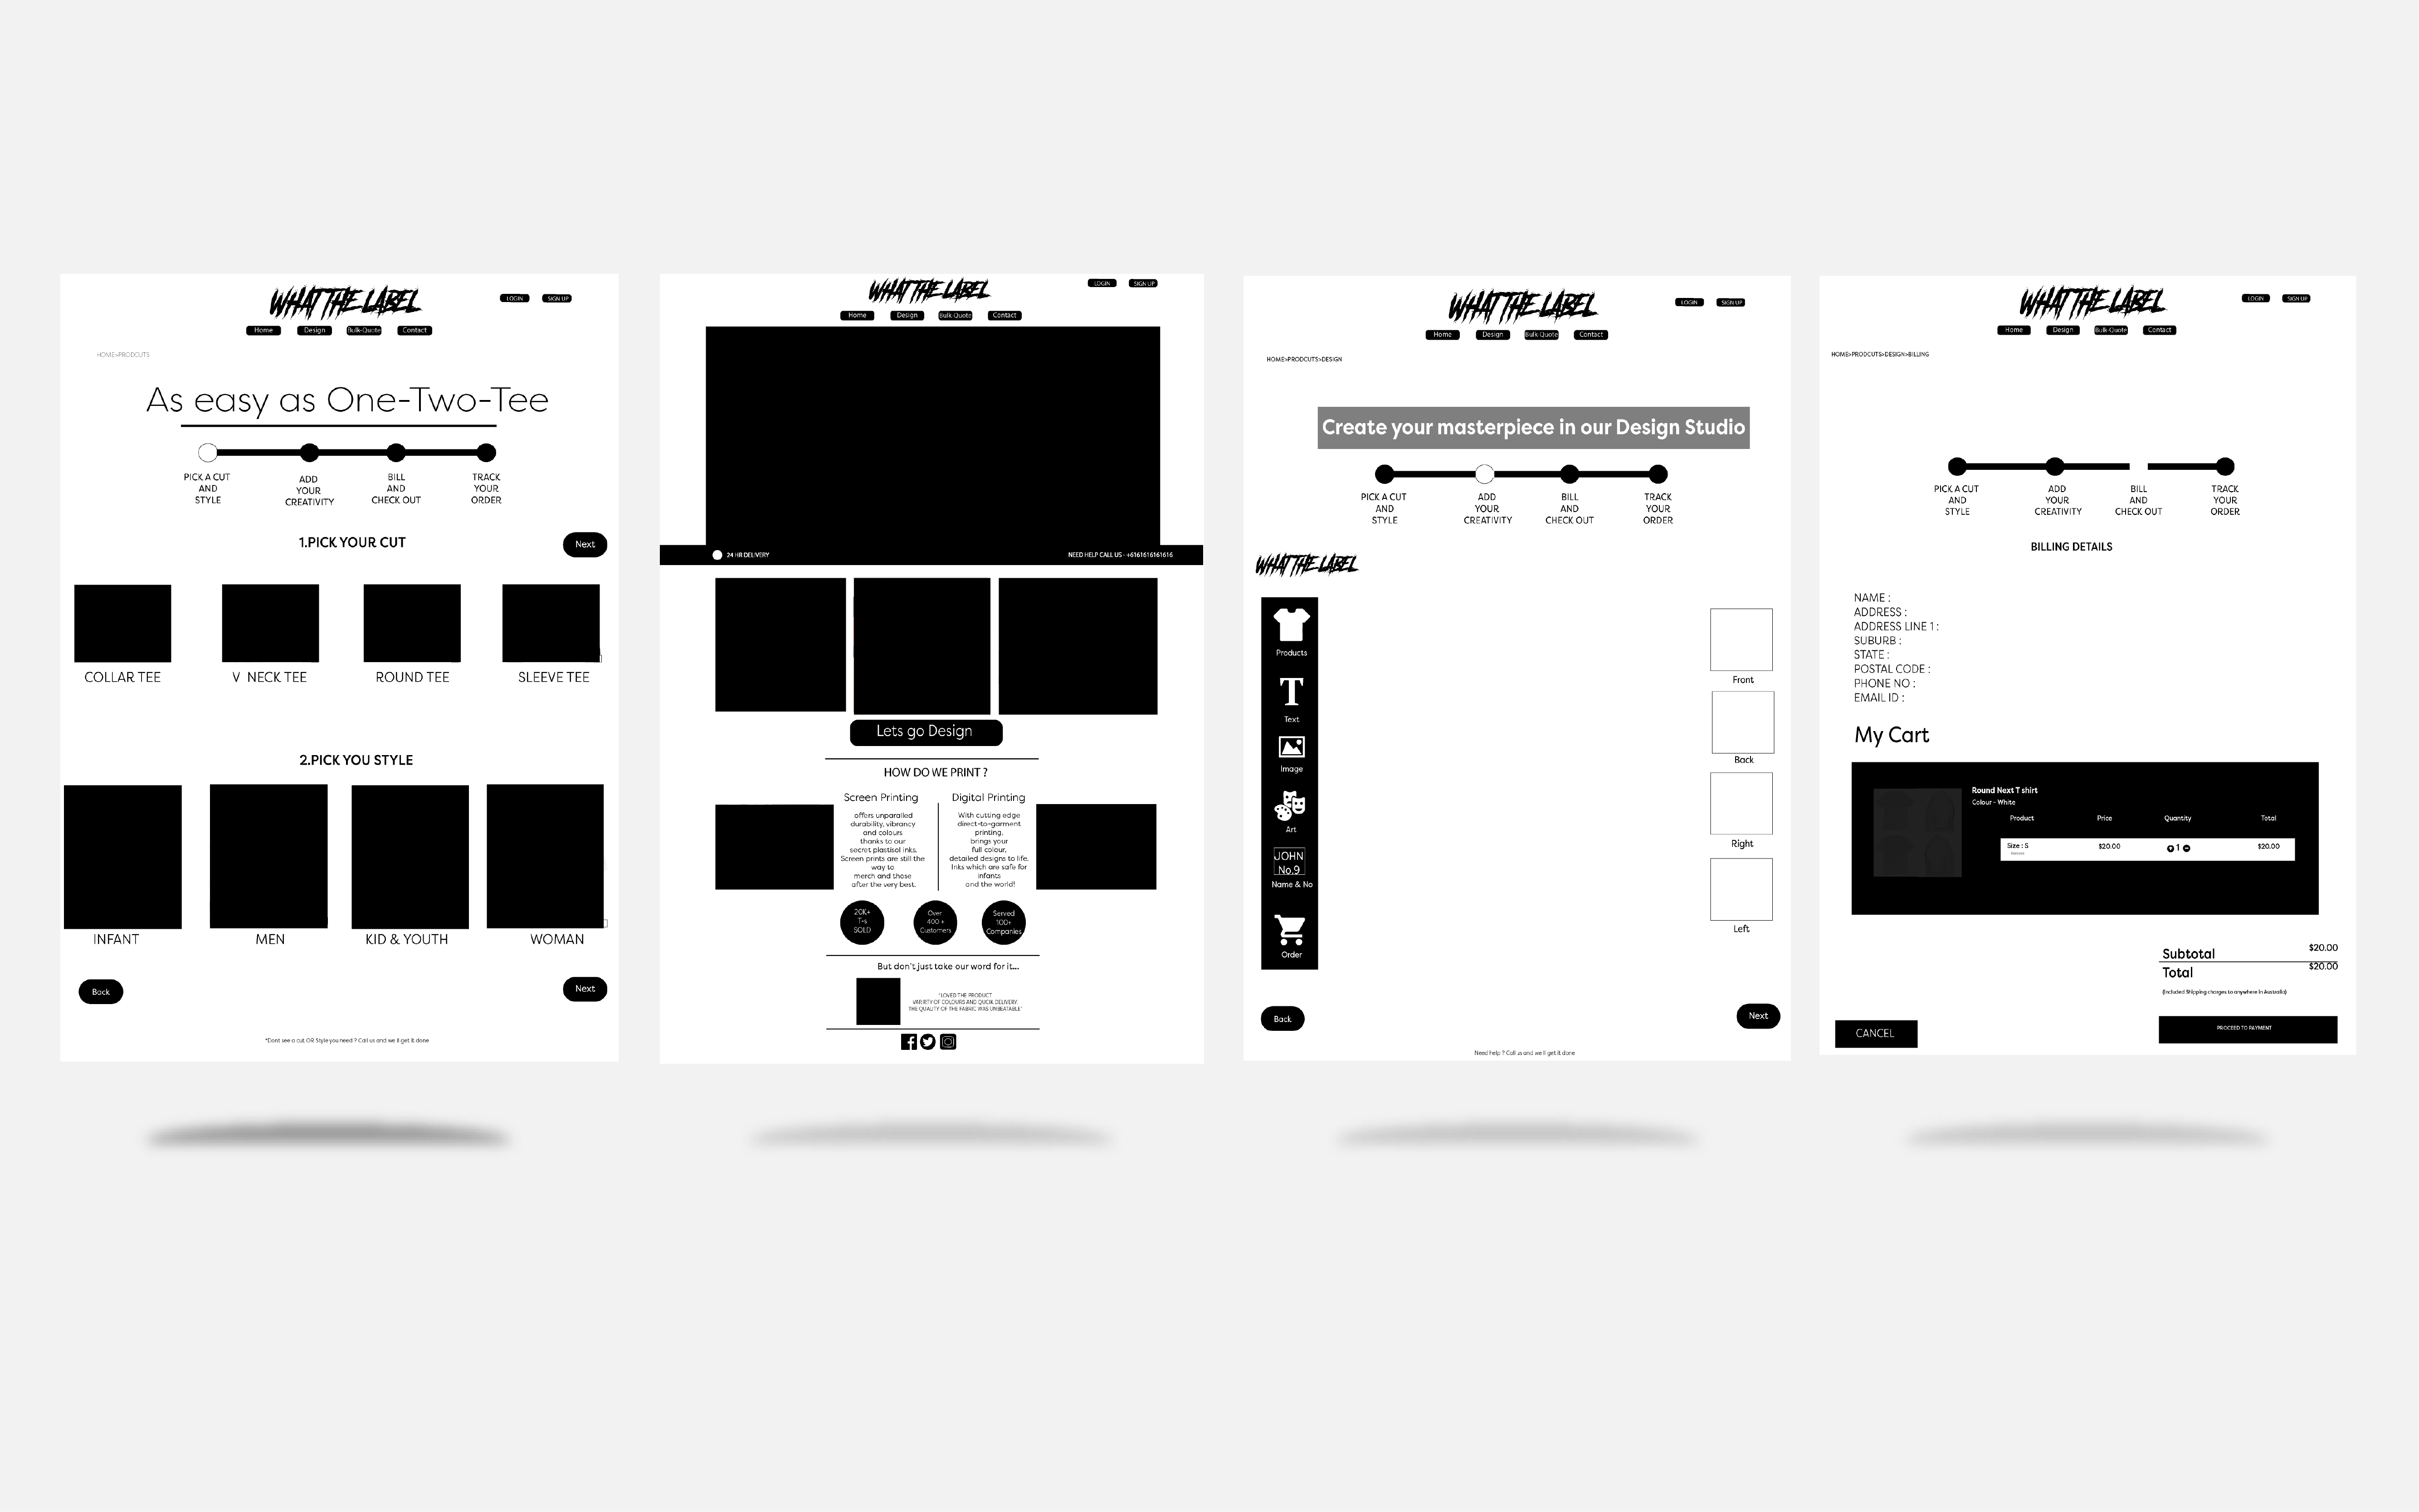 WHAT THE LABEL
LOGIN
SIGN UP
Home
Design
Bulk-Quote
Contact
HOME>PRODCUTS
As easy as One-Two-Tee
PICK A CUT
AND
STYLE
ADD
YOUR
CREATIVITY
BILL
AND
CHECK OUT
TRACK
YOUR
ORDER
1.PICK YOUR CUT
Next
COLLAR TEE
V NECK TEE
ROUND TEE
SLEEVE TEE
2.PICK YOU STYLE
INFANT
MEN
KID & YOUTH
WOMAN
Back
Next
*Dont see a cut OR Style you need ? Call us and we ll get it done
WHAT THE LABEL
LOGIN
SIGN UP
Home
Design
Bulk-Quote
Contact
24 HR DELIVERY
NEED HELP CALL US - +6161616161616
Lets go Design
HOW DO WE PRINT ?
Screen Printing
offers unparalled
durability, vibrancy
and colours
thanks to our
secret plastisol inks.
Screen prints are still the
way to
merch and those
after the very best.
Digital Printing
With cutting edge
direct-to-garment
printing,
brings your
full colour,
detailed designs to life.
Inks which are safe for
infants
and the world!
20K+
T-s
SOLD
Over
400 +
Customers
Served
100+
Companies
But don't just take our word for it...
"LOVED THE PRODUCT
VARIETY OF COLOURS AND QUCIK DELIVERY.
THE QUALITY OF THE FABRIC WAS UNBEATABLE"
WHAT THE LABEL
LOGIN
SIGN UP
Home
Design
Bulk-Quote
Contact
HOME>PRODCUTS>DESIGN
Create your masterpiece in our Design Studio
PICK A CUT
AND
STYLE
ADD
YOUR
CREATIVITY
BILL
AND
CHECK OUT
TRACK
YOUR
ORDER
WHAT THE LABEL
Products
T
Text
Image
Art
JOHN
No.9
Name & No
Order
Front
Back
Right
Left
Back
Next
Need help ? Call us and we ll get it done
WHAT THE LABEL
LOGIN
SIGN UP
Home
Design
Bulk-Quote
Contact
HOME>PRODCUTS>DESIGN>BILLING
PICK A CUT
AND
STYLE
ADD
YOUR
CREATIVITY
BILL
AND
CHECK OUT
TRACK
YOUR
ORDER
BILLING DETAILS
NAME :
ADDRESS :
ADDRESS LINE 1 :
SUBURB :
STATE :
POSTAL CODE :
PHONE NO :
EMAIL ID :
My Cart
Round Next T shirt
Colour - White
Product Price Quantity Total
Size : S $20.00 1 $20.00
Subtotal $20.00
Total $20.00
(Included Shipping charges to anywhere in Australia)
CANCEL
PROCEED TO PAYMENT